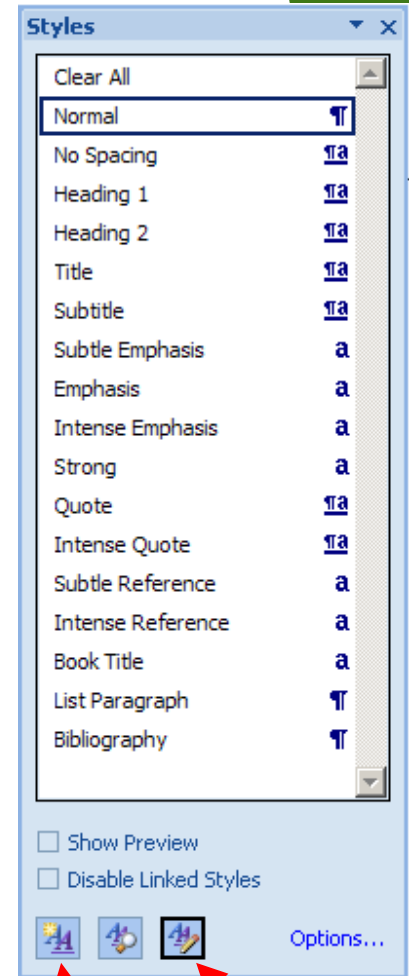 Styles
Clear All
Normal ¶
No Spacing ¶a
Heading 1 ¶a
Heading 2 ¶a
Title ¶a
Subtitle ¶a
Subtle Emphasis a
Emphasis a
Intense Emphasis a
Strong a
Quote ¶a
Intense Quote ¶a
Subtle Reference a
Intense Reference a
Book Title a
List Paragraph ¶
Bibliography ¶
Show Preview
Disable Linked Styles
Options...